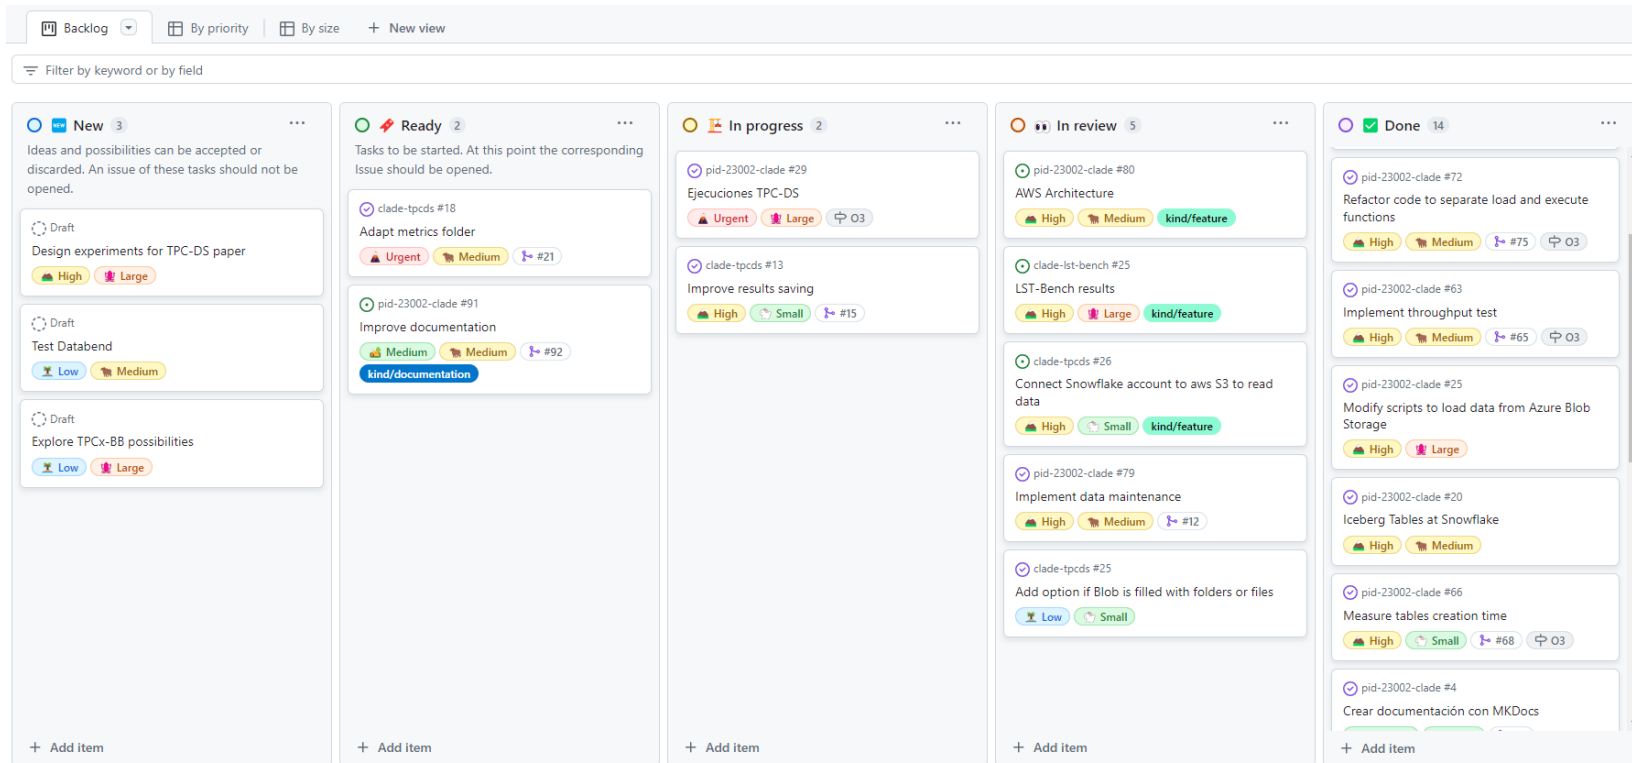 Backlog
By priority
By size
New view
Filter by keyword or by field
NEW New 3
Ideas and possibilities can be accepted or
discarded. An issue of these tasks should not be
opened.
Draft
Design experiments for TPC-DS paper
High Large
Draft
Test Databend
Low Medium
Draft
Explore TPCx-BB possibilities
Low Large
+ Add item
Ready 2
Tasks to be started. At this point the corresponding
Issue should be opened.
clade-tpcds #18
Adapt metrics folder
Urgent Medium #21
pid-23002-clade #91
Improve documentation
Medium Medium #92
kind/documentation
+ Add item
In progress 2
pid-23002-clade #29
Ejecuciones TPC-DS
Urgent Large O3
clade-tpcds #13
Improve results saving
High Small #15
+ Add item
In review 5
pid-23002-clade #80
AWS Architecture
High Medium kind/feature
clade-lst-bench #25
LST-Bench results
High Large kind/feature
clade-tpcds #26
Connect Snowflake account to aws S3 to read
data
High Small kind/feature
pid-23002-clade #79
Implement data maintenance
High Medium #12
clade-tpcds #25
Add option if Blob is filled with folders or files
Low Small
+ Add item
Done 14
pid-23002-clade #72
Refactor code to separate load and execute
functions
High Medium #75 O3
pid-23002-clade #63
Implement throughput test
High Medium #65 O3
pid-23002-clade #25
Modify scripts to load data from Azure Blob
Storage
High Large
pid-23002-clade #20
Iceberg Tables at Snowflake
High Medium
pid-23002-clade #66
Measure tables creation time
High Small #68 O3
pid-23002-clade #4
Crear documentación con MKDocs
+ Add item